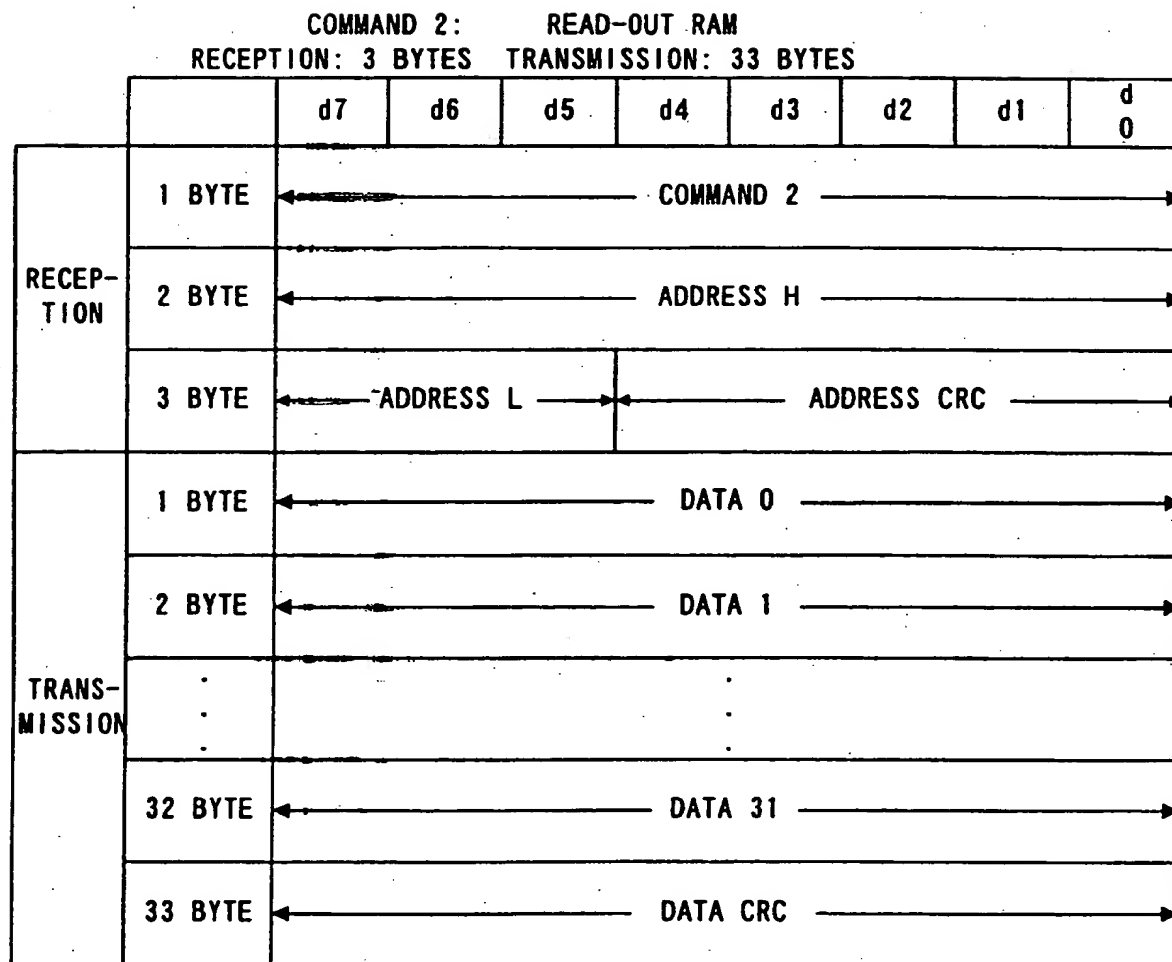 COMMAND 2: READ-OUT RAM
RECEPTION: 3 BYTES TRANSMISSION: 33 BYTES
d7 d6 d5 d4 d3 d2 d1 d
0
RECEP-
TION
1 BYTE COMMAND 2
2 BYTE ADDRESS H
3 BYTE ADDRESS L ADDRESS CRC
TRANS-
MISSION
1 BYTE DATA 0
2 BYTE DATA 1
32 BYTE DATA 31
33 BYTE DATA CRC